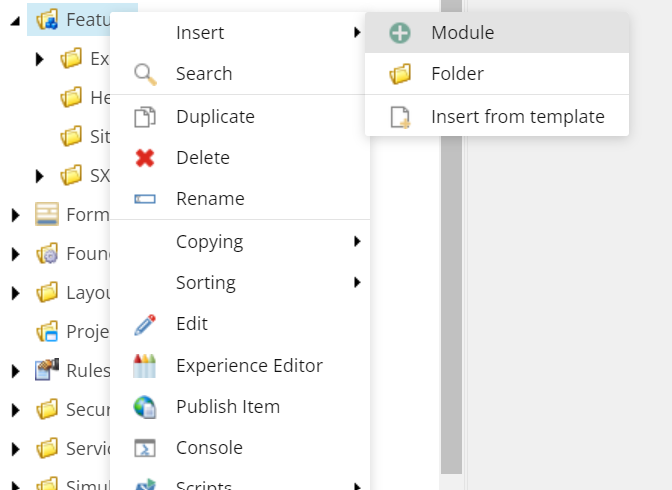 Featu
Ex
He
Sit
SX
Form
Foun
Layou
Proje
Rules
Secur
Servic
Simul
Insert
Search
Duplicate
Delete
Rename
Copying
Sorting
Edit
Experience Editor
Publish Item
Console
Scripts
Module
Folder
Insert from template